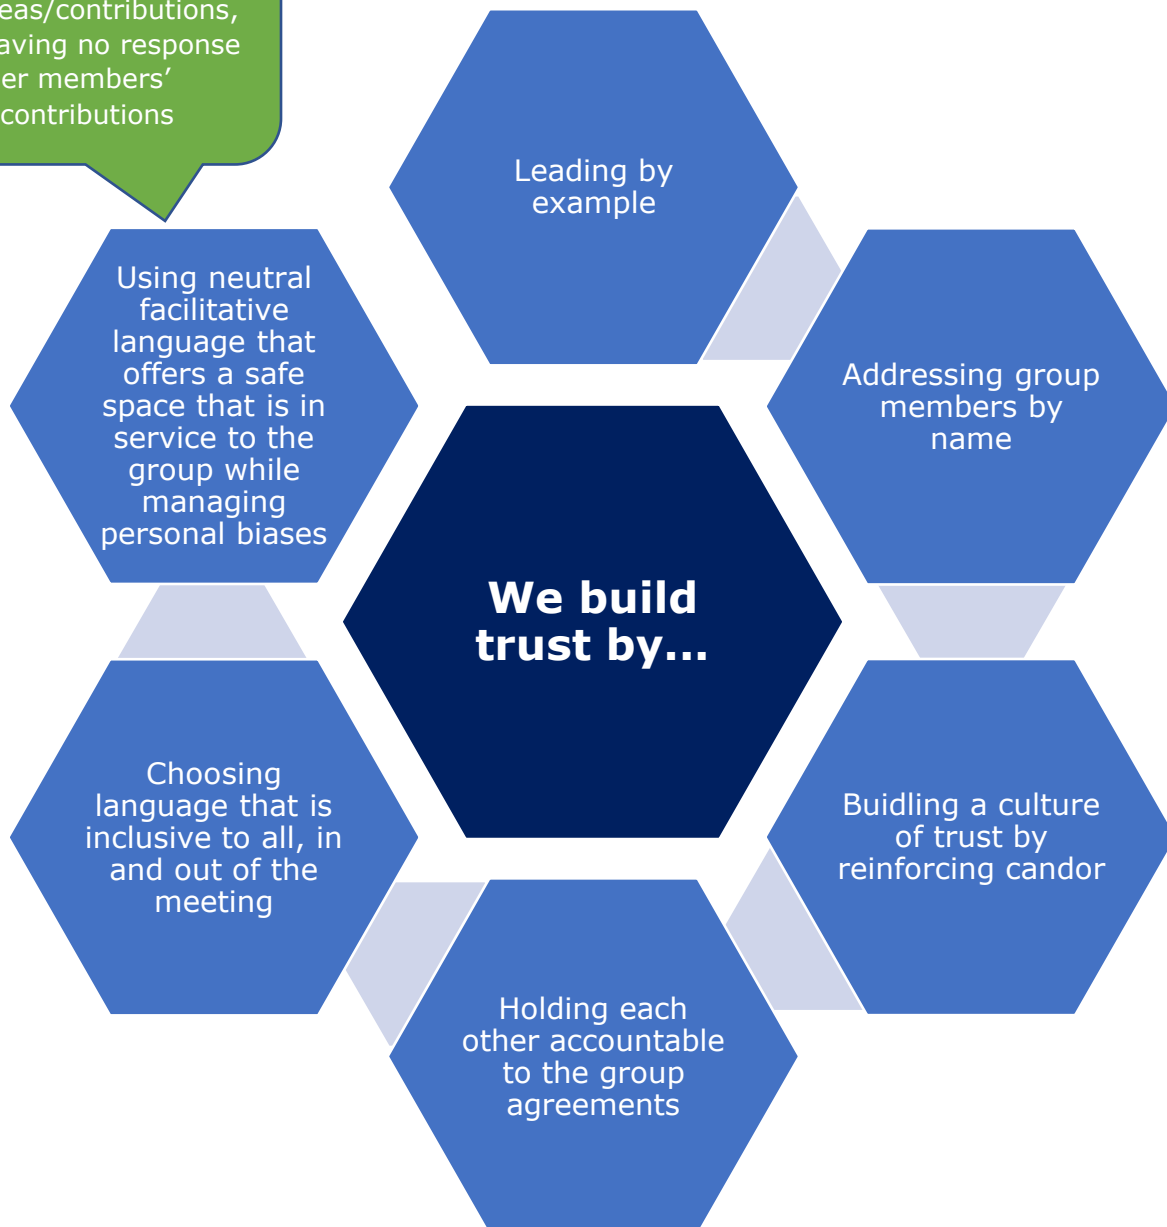 eas/contributions,
aving no response
er members’
contributions
Leading by
example
Using neutral
facilitative
language that
offers a safe
space that is in
service to the
group while
managing
personal biases
Addressing group
members by
name
We build
trust by...
Choosing
language that is
inclusive to all, in
and out of the
meeting
Buidling a culture
of trust by
reinforcing candor
Holding each
other accountable
to the group
agreements